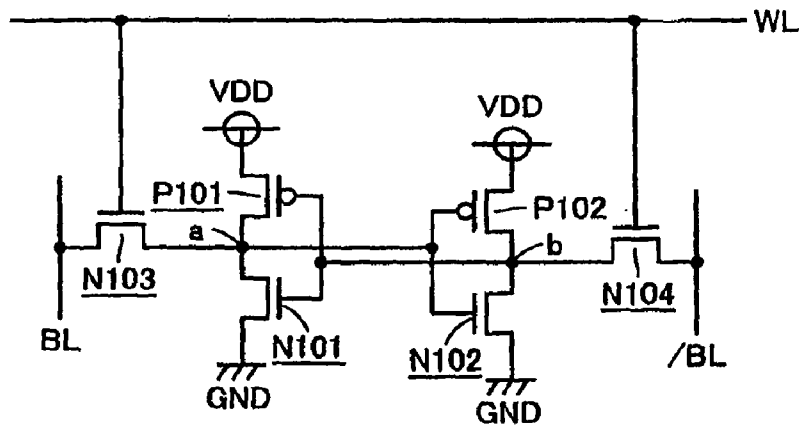 WL
VDD
VDD
P101
P102
a
b
N103
N104
BL
N101
N102
/BL
GND
GND